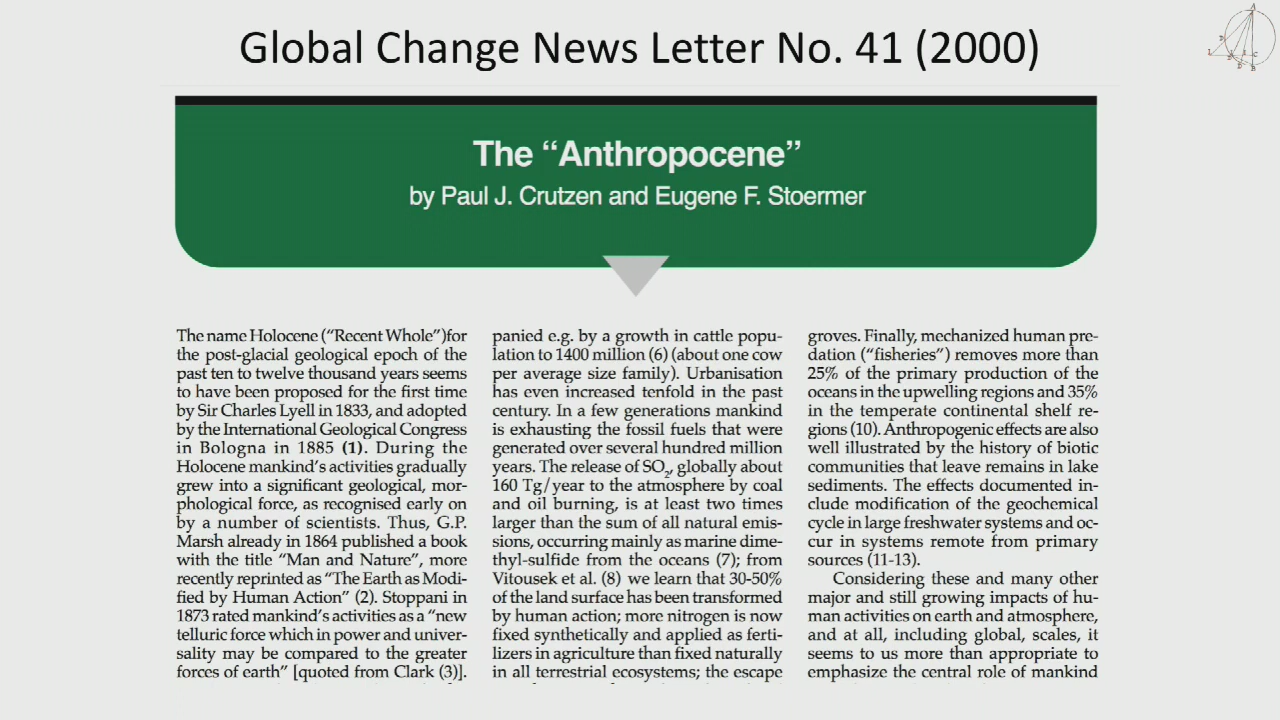 Global Change News Letter No. 41 (2000)
The “Anthropocene”
by Paul J. Crutzen and Eugene F. Stoermer
The name Holocene (“Recent Whole”)for
the post-glacial geological epoch of the
past ten to twelve thousand years seems
to have been proposed for the first time
by Sir Charles Lyell in 1833, and adopted
by the International Geological Congress
in Bologna in 1885 (1). During the
Holocene mankind’s activities gradually
grew into a significant geological, mor-
phological force, as recognised early on
by a number of scientists. Thus, G.P.
Marsh already in 1864 published a book
with the title “Man and Nature”, more
recently reprinted as “The Earth as Modi-
fied by Human Action” (2). Stoppani in
1873 rated mankind’s activities as a “new
telluric force which in power and univer-
sality may be compared to the greater
forces of earth” [quoted from Clark (3)].
panied e.g. by a growth in cattle popu-
lation to 1400 million (6) (about one cow
per average size family). Urbanisation
has even increased tenfold in the past
century. In a few generations mankind
is exhausting the fossil fuels that were
generated over several hundred million
years. The release of SO₂, globally about
160 Tg/year to the atmosphere by coal
and oil burning, is at least two times
larger than the sum of all natural emis-
sions, occurring mainly as marine dime-
thyl-sulfide from the oceans (7); from
Vitousek et al. (8) we learn that 30-50%
of the land surface has been transformed
by human action; more nitrogen is now
fixed synthetically and applied as ferti-
lizers in agriculture than fixed naturally
in all terrestrial ecosystems; the escape
groves. Finally, mechanized human pre-
dation (“fisheries”) removes more than
25% of the primary production of the
oceans in the upwelling regions and 35%
in the temperate continental shelf re-
gions (10). Anthropogenic effects are also
well illustrated by the history of biotic
communities that leave remains in lake
sediments. The effects documented in-
clude modification of the geochemical
cycle in large freshwater systems and oc-
cur in systems remote from primary
sources (11-13).
Considering these and many other
major and still growing impacts of hu-
man activities on earth and atmosphere,
and at all, including global, scales, it
seems to us more than appropriate to
emphasize the central role of mankind